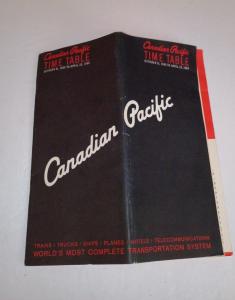 Canadian Pacific
TIME TABLE
Canadian Pacific
TIME TABLE
Canadian Pacific
TRAINS / TRUCKS / SHIPS / PLANES / HOTELS / TELECOMMUNICATIONS
WORLD'S MOST COMPLETE TRANSPORTATION SYSTEM